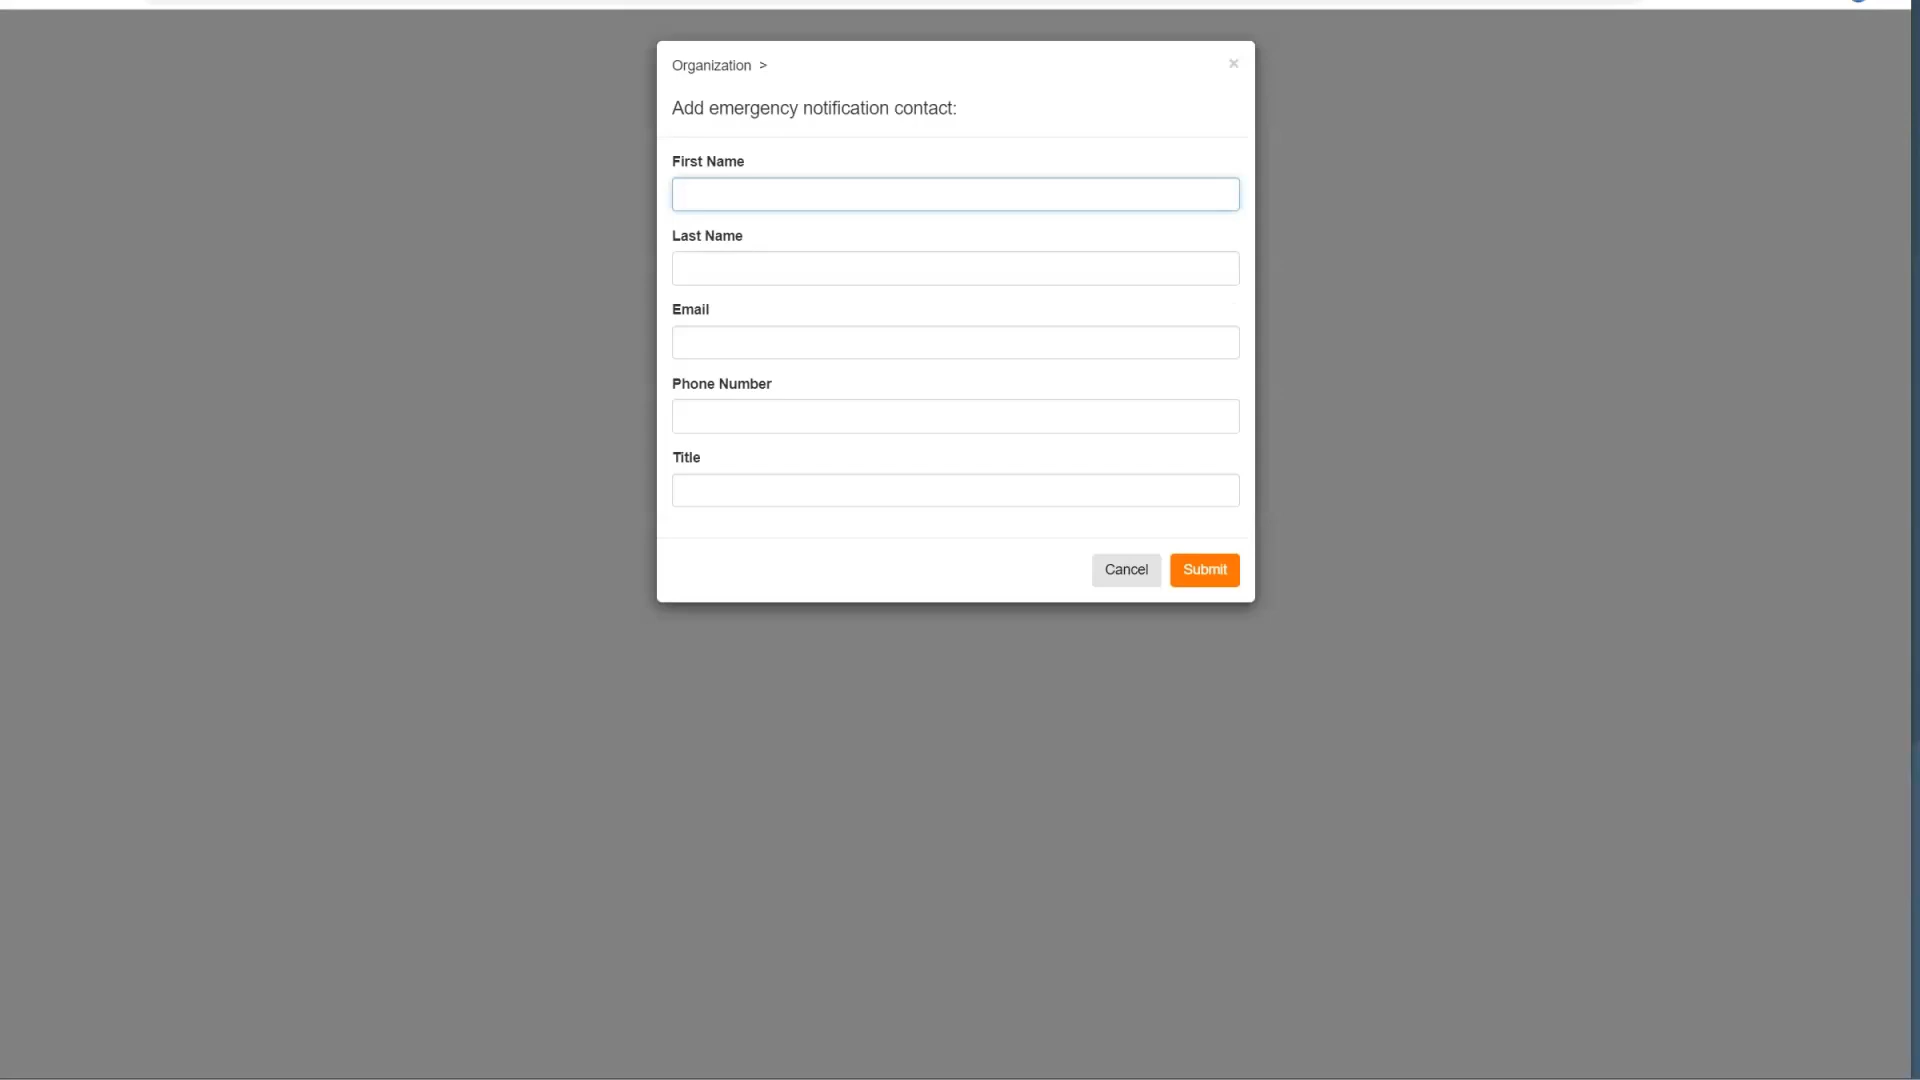 Organization >
×
Add emergency notification contact:
First Name
Last Name
Email
Phone Number
Title
Cancel
Submit